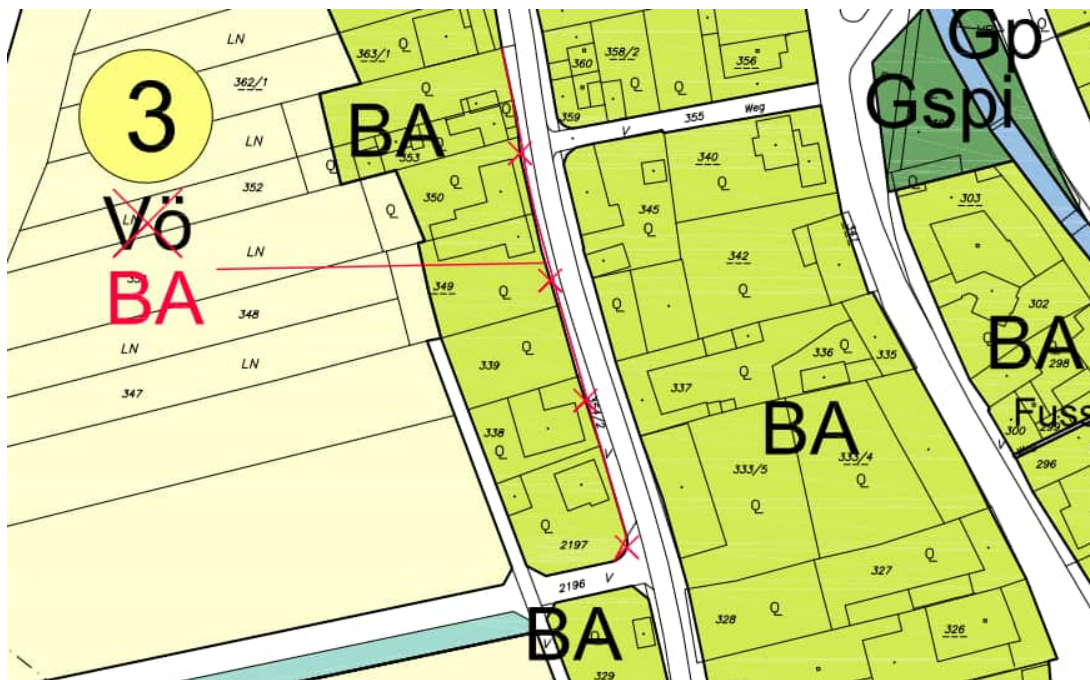 Gp
Q
LN
363/1
Q
358/2
360
356
362/1
Q
Q
Q
3
BA
Gspi
359
355
Weg
V
LN
353
Q
340
352
350
Q
Q
Q
303
Vö
LN
Q
345
Q
LN
342
BA
349
Q
Q
Q
302
348
BA
LN
LN
339
Q
336
Q
335
298
347
337
Q
Fuss
338
BA
300
299
V
Q
V
333/5
333/4
296
Q
Q
Q
2197
2196
V
327
Q
BA
328
Q
326
329
V